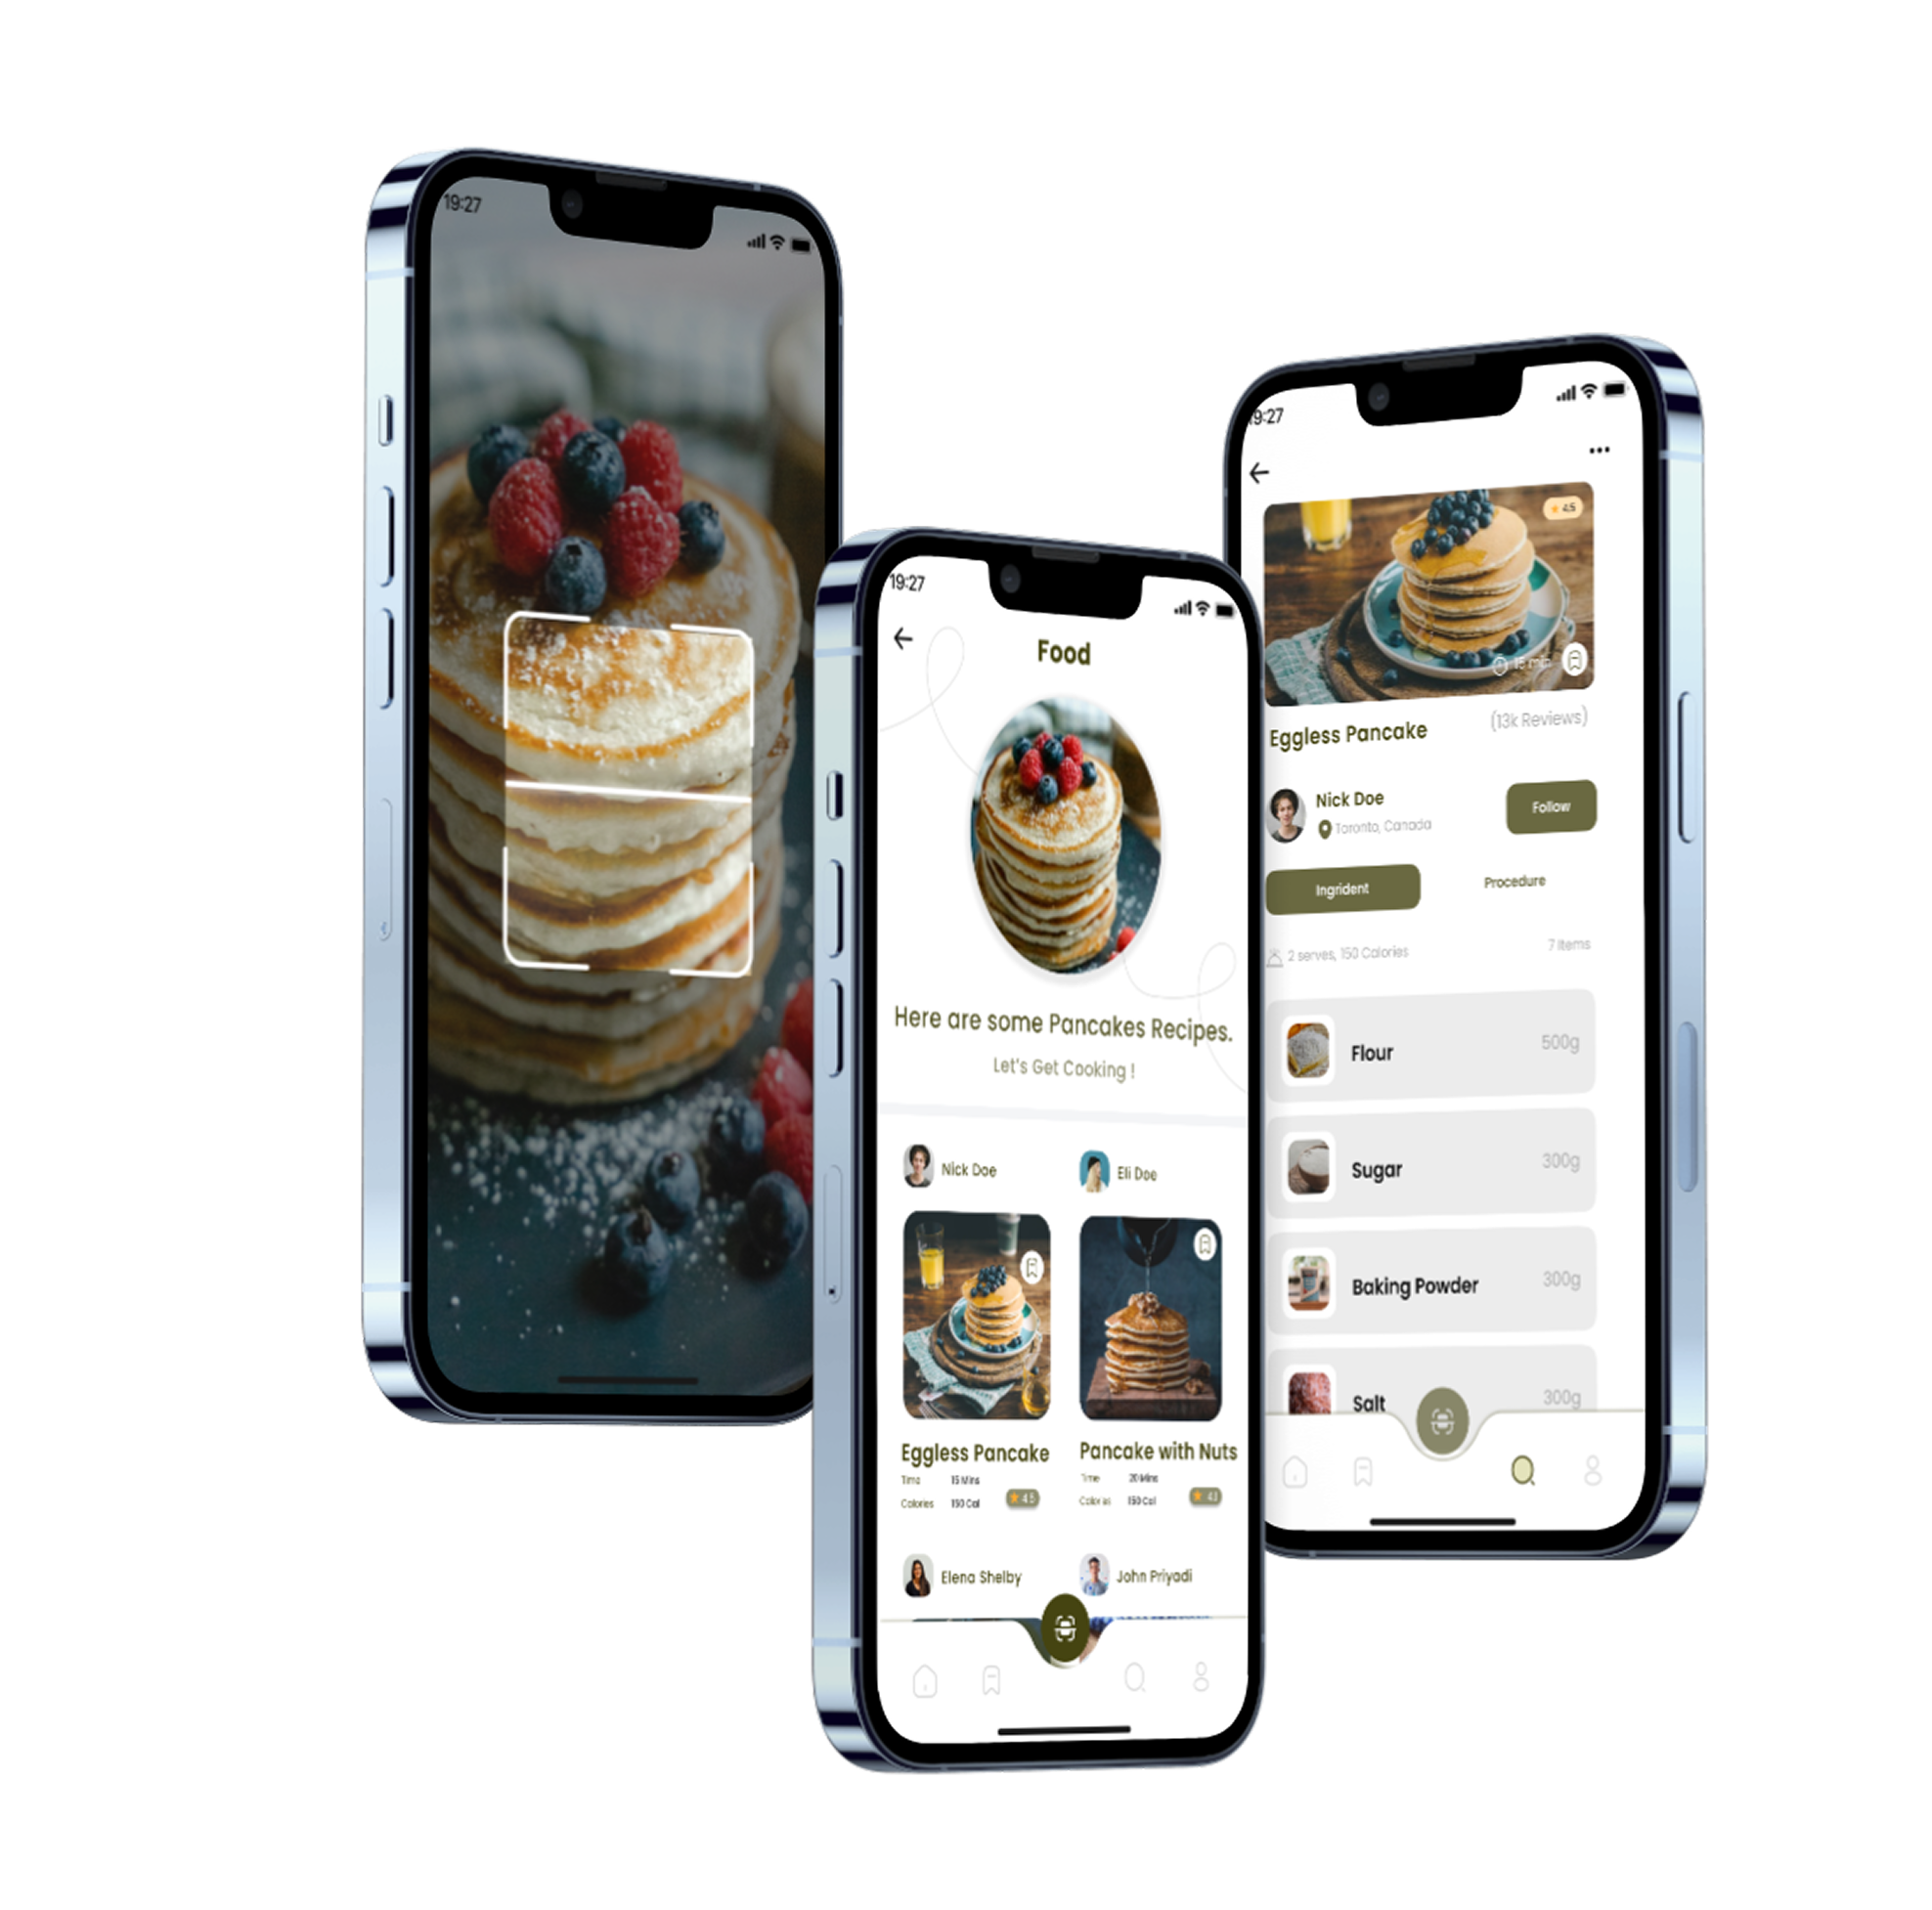 19:27
19:27
Food
Here are some Pancakes Recipes.
Let's Get Cooking !
Nick Doe
Eli Doe
Eggless Pancake
Time 15 Mins
Calories 150 Cal
4.5
Pancake with Nuts
Time 20 Mins
150 Cal
Elena Shelby
John Priyadi
19:27
4.5
15 min
Eggless Pancake
(13k Reviews)
Nick Doe
Toronto, Canada
Follow
Ingrident
Procedure
2 serves, 150 Calories
7 Items
Flour
500g
Sugar
300g
Baking Powder
300g
Salt
300g